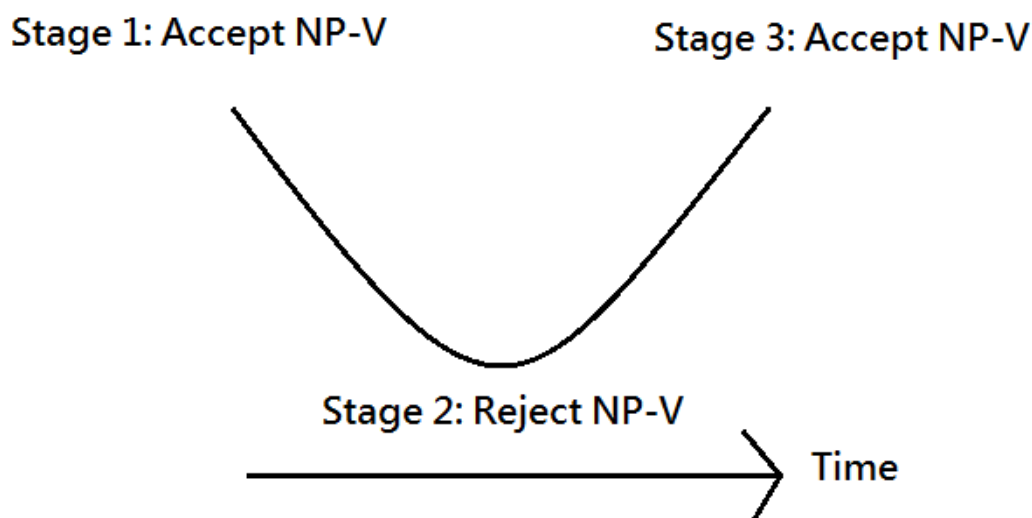 Stage 1: Accept NP-V
Stage 3: Accept NP-V
Stage 2: Reject NP-V
Time